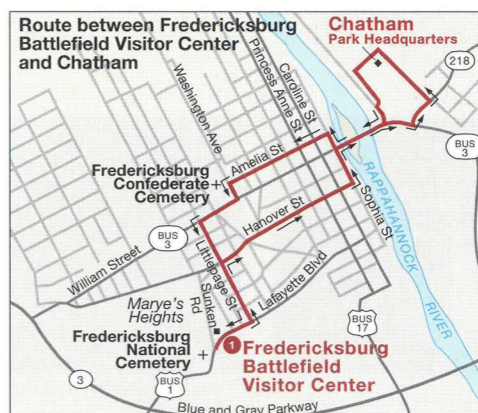 Route between Fredericksburg
Battlefield Visitor Center
and Chatham
Chatham
Park Headquarters
218
BUS
3
Washington Ave
Princess Anne St
Caroline St
Amelia St
Fredericksburg
Confederate
Cemetery
Hanover St
Sophia St
RAPPAHANNOCK
RIVER
BUS
3
William Street
Littlepage St
Sunken
Rd
Lafayette Blvd
Marye's
Heights
BUS
17
Fredericksburg
National
Cemetery
1
Fredericksburg
Battlefield
Visitor Center
BUS
1
3
Blue and Gray Parkway